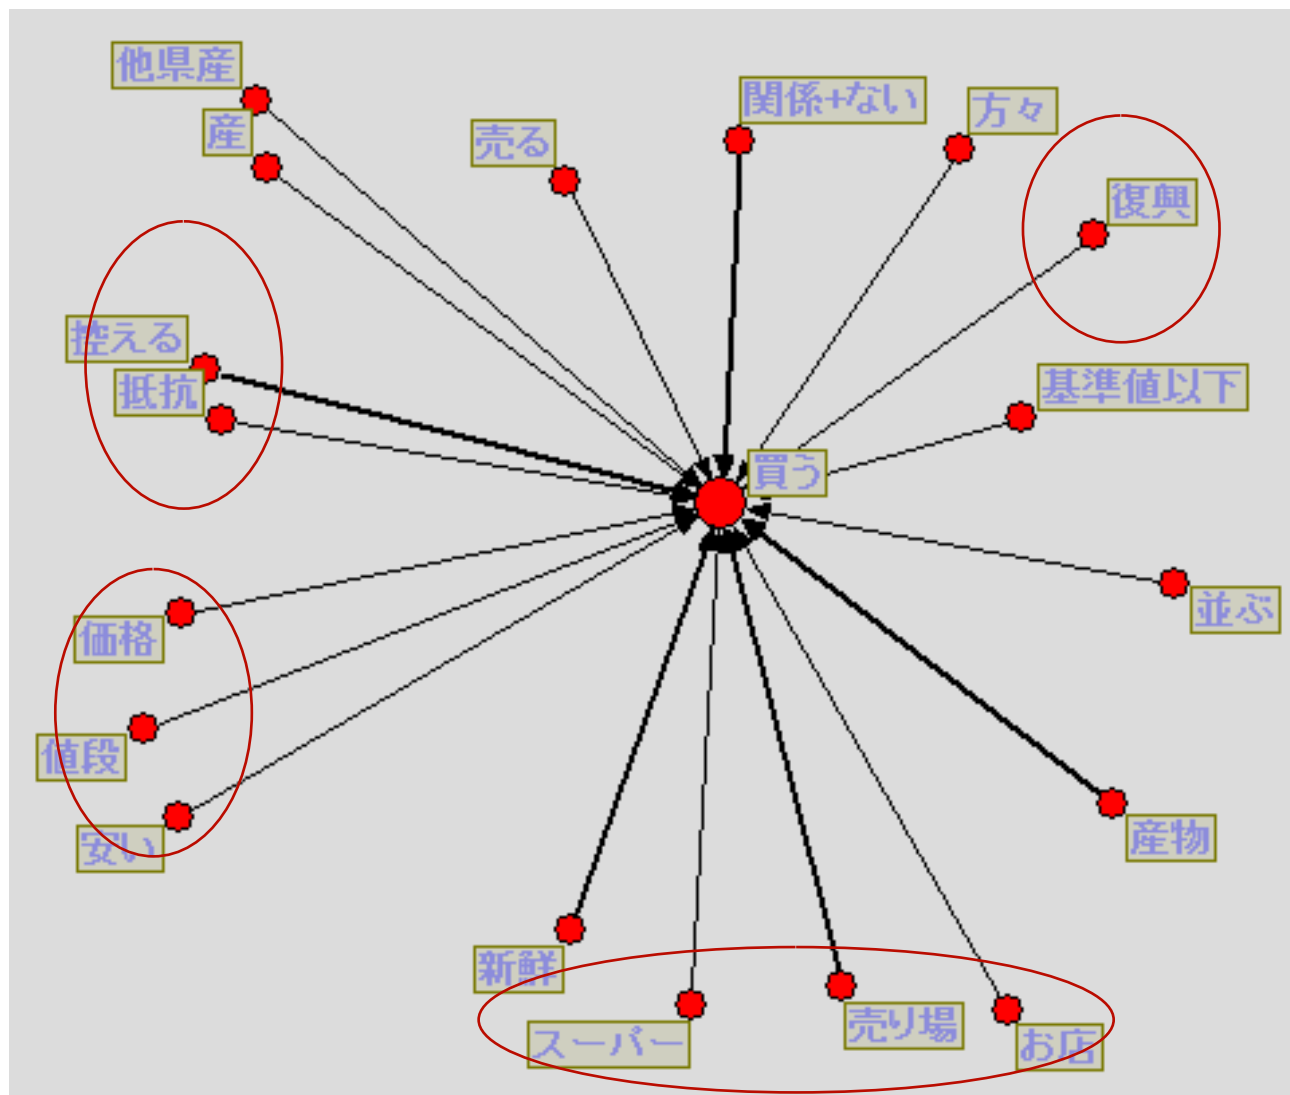 他県産
産
売る
関係+ない
方々
復興
控える
抵抗
基準値以下
買う
価格
並ぶ
値段
安い
産物
新鮮
スーパー
売り場
お店